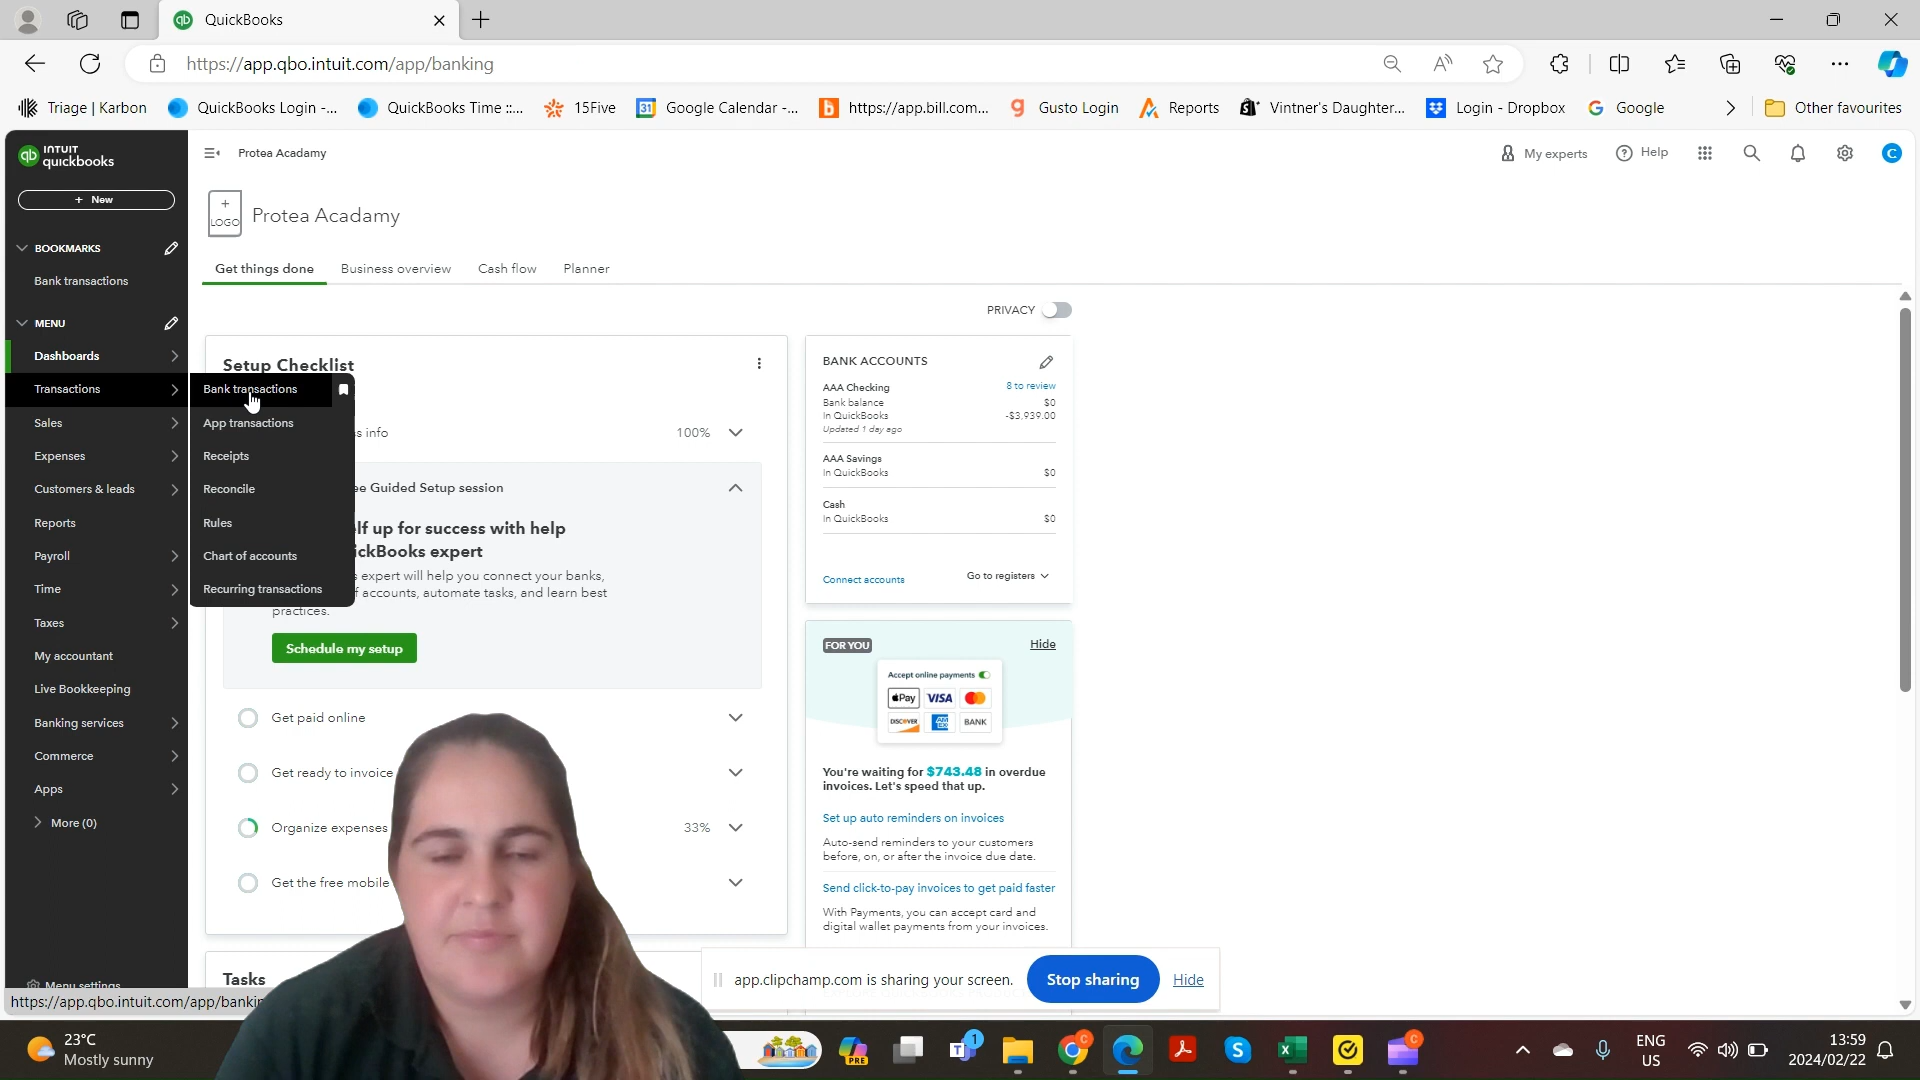 QuickBooks
https://app.qbo.intuit.com/app/banking
Triage | Karbon
QuickBooks Login -...
QuickBooks Time ::...
15Five
Google Calendar -...
https://app.bill.com...
Gusto Login
Reports
Vintner's Daughter...
Login - Dropbox
Google
Other favourites
INTUIT
quickbooks
Protea Acadamy
My experts
Help
C
+ New
+
LOGO
Protea Acadamy
BOOKMARKS
Bank transactions
Get things done
Business overview
Cash flow
Planner
PRIVACY
MENU
Dashboards
Transactions
Sales
Expenses
Customers & leads
Reports
Payroll
Time
Taxes
My accountant
Live Bookkeeping
Banking services
Commerce
Apps
More (0)
Menu settings
https://app.qbo.intuit.com/app/bankin
Bank transactions
App transactions
Receipts
Reconcile
Rules
Chart of accounts
Recurring transactions
Setup Checklist
info
100%
Guided Setup session
up for success with help
expert
expert will help you connect your banks,
accounts, automate tasks, and learn best
practices.
Schedule my setup
Get paid online
Get ready to invoice
Organize expenses
33%
Get the free mobile
Tasks
BANK ACCOUNTS
AAA Checking
8 to review
Bank balance
$0
In QuickBooks
-$3,939.00
Updated 1 day ago
AAA Savings
In QuickBooks
$0
Cash
In QuickBooks
$0
Connect accounts
Go to registers
FOR YOU
Hide
Accept online payments
Pay
VISA
DISCOVER
AM
EX
BANK
You're waiting for $743.48 in overdue
invoices. Let's speed that up.
Set up auto reminders on invoices
Auto-send reminders to your customers
before, on, or after the invoice due date.
Send click-to-pay invoices to get paid faster
With Payments, you can accept card and
digital wallet payments from your invoices.
app.clipchamp.com is sharing your screen.
Stop sharing
Hide
23°C
Mostly sunny
PRE
1
C
C
ENG
US
13:59
2024/02/22